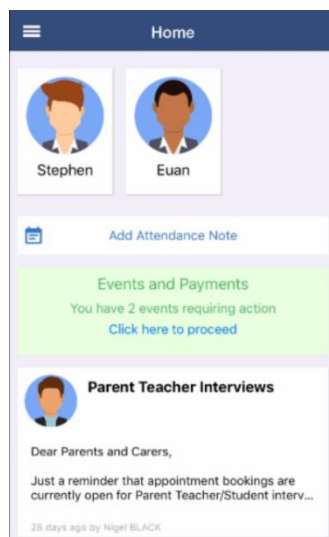 Home
Stephen
Euan
Add Attendance Note
Events and Payments
You have 2 events requiring action
Click here to proceed
Parent Teacher Interviews
Dear Parents and Carers,
Just a reminder that appointment bookings are
currently open for Parent Teacher/Student interv...
28 days ago by Nigel BLACK